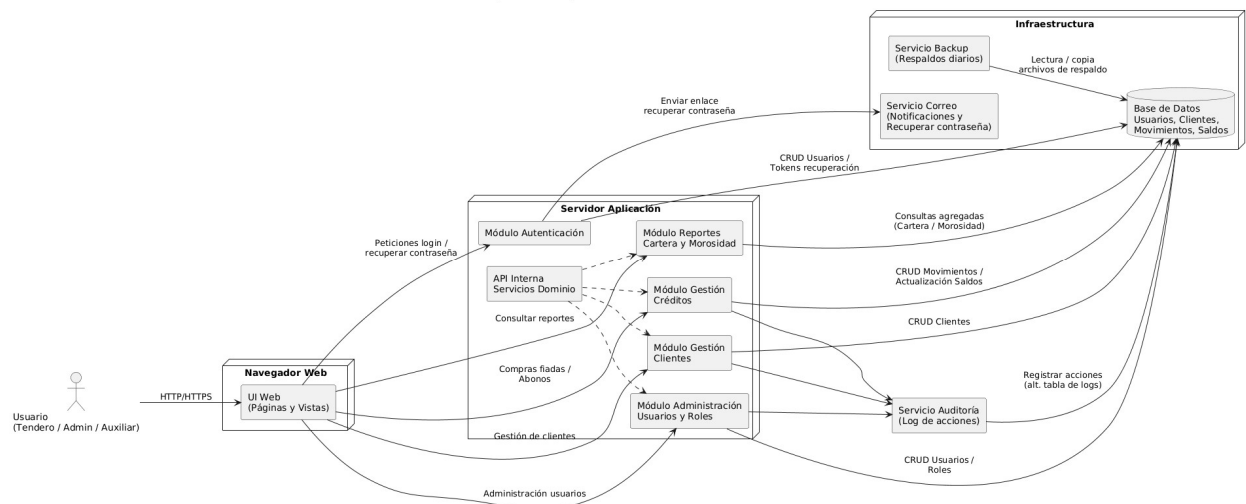 Infraestructura
Servicio Backup
(Respaldos diarios)
Lectura / copia
archivos de respaldo
Servicio Correo
(Notificaciones y
Recuperar contraseña)
Base de Datos
Usuarios, Clientes,
Movimientos, Saldos
Enviar enlace
recuperar contraseña
CRUD Usuarios /
Tokens recuperación
Servidor Aplicación
Módulo Autenticación
Módulo Reportes
Cartera y Morosidad
Consultas agregadas
(Cartera / Morosidad)
Peticiones login /
recuperar contraseña
API Interna
Servicios Dominio
Módulo Gestión
Créditos
CRUD Movimientos /
Actualización Saldos
Consultar reportes
CRUD Clientes
Módulo Gestión
Clientes
Navegador Web
Compras fiadas /
Abonos
Registrar acciones
(alt. tabla de logs)
HTTP/HTTPS
UI Web
(Páginas y Vistas)
Usuario
(Tendero / Admin / Auxiliar)
Módulo Administración
Usuarios y Roles
Servicio Auditoría
(Log de acciones)
Gestión de clientes
CRUD Usuarios /
Roles
Administración usuarios